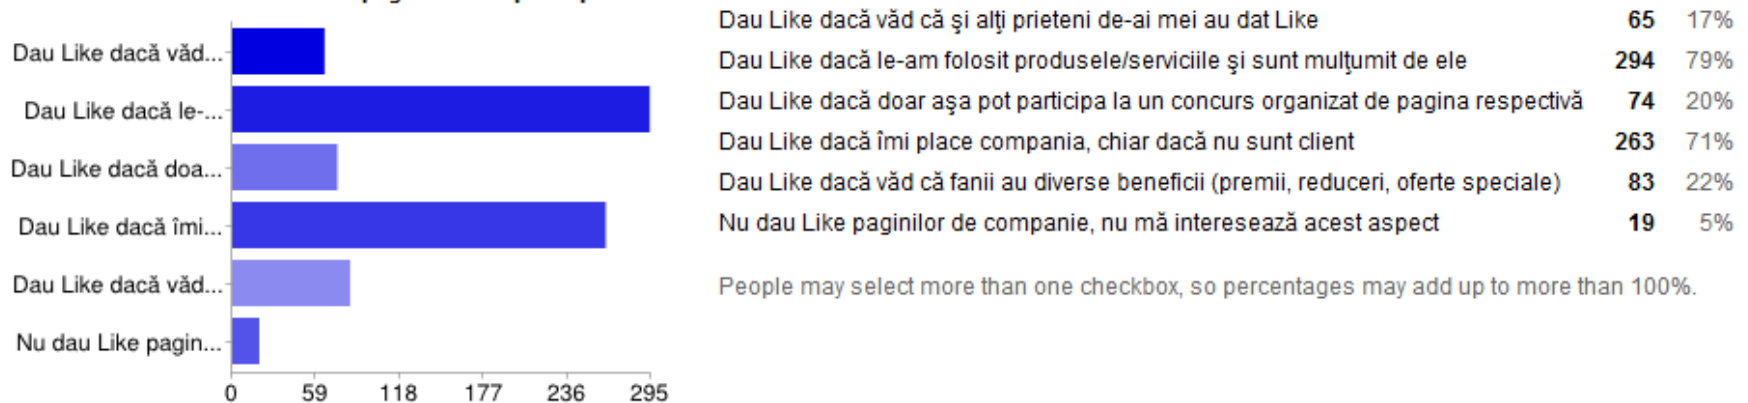 Dau Like dacă văd...
Dau Like dacă le-...
Dau Like dacă doa...
Dau Like dacă îmi...
Dau Like dacă văd...
Nu dau Like pagin...
0 59 118 177 236 295
Dau Like dacă văd că şi alţi prieteni de-ai mei au dat Like 65 17%
Dau Like dacă le-am folosit produsele/serviciile şi sunt mulţumit de ele 294 79%
Dau Like dacă doar aşa pot participa la un concurs organizat de pagina respectivă 74 20%
Dau Like dacă îmi place compania, chiar dacă nu sunt client 263 71%
Dau Like dacă văd că fanii au diverse beneficii (premii, reduceri, oferte speciale) 83 22%
Nu dau Like paginilor de companie, nu mă interesează acest aspect 19 5%
People may select more than one checkbox, so percentages may add up to more than 100%.